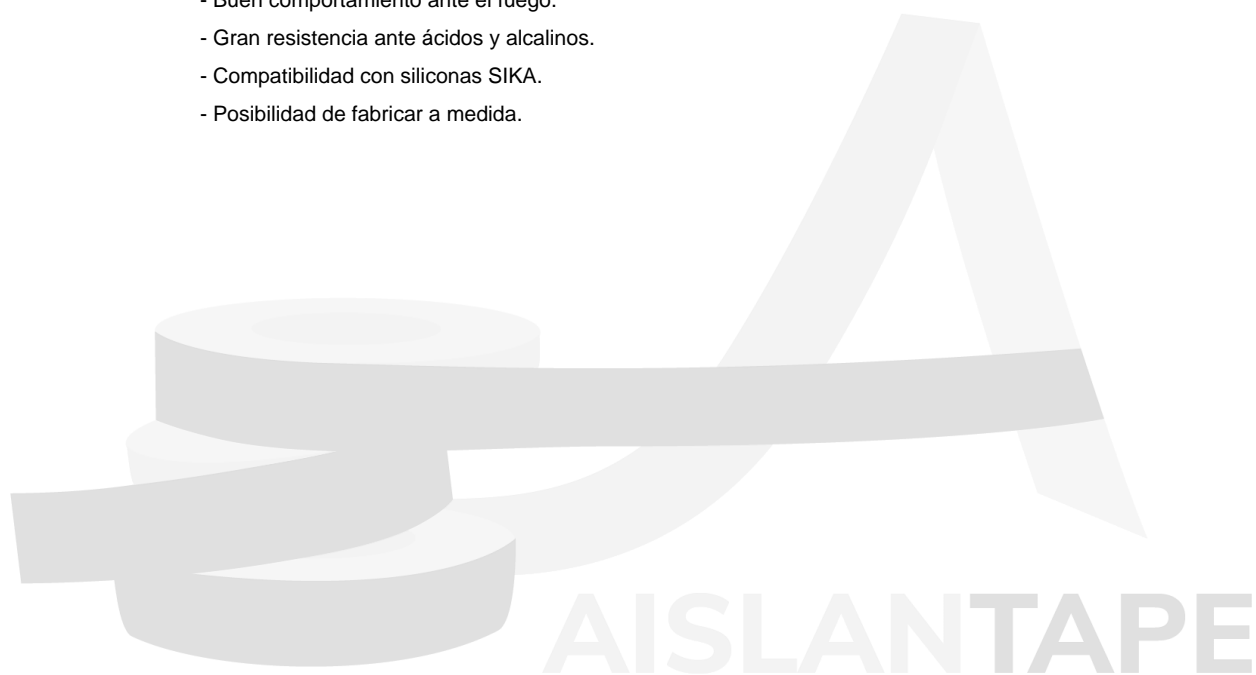 - Buen comportamiento ante el fuego.
- Gran resistencia ante ácidos y alcalinos.
- Compatibilidad con siliconas SIKA.
- Posibilidad de fabricar a medida.
AISLANTAPE